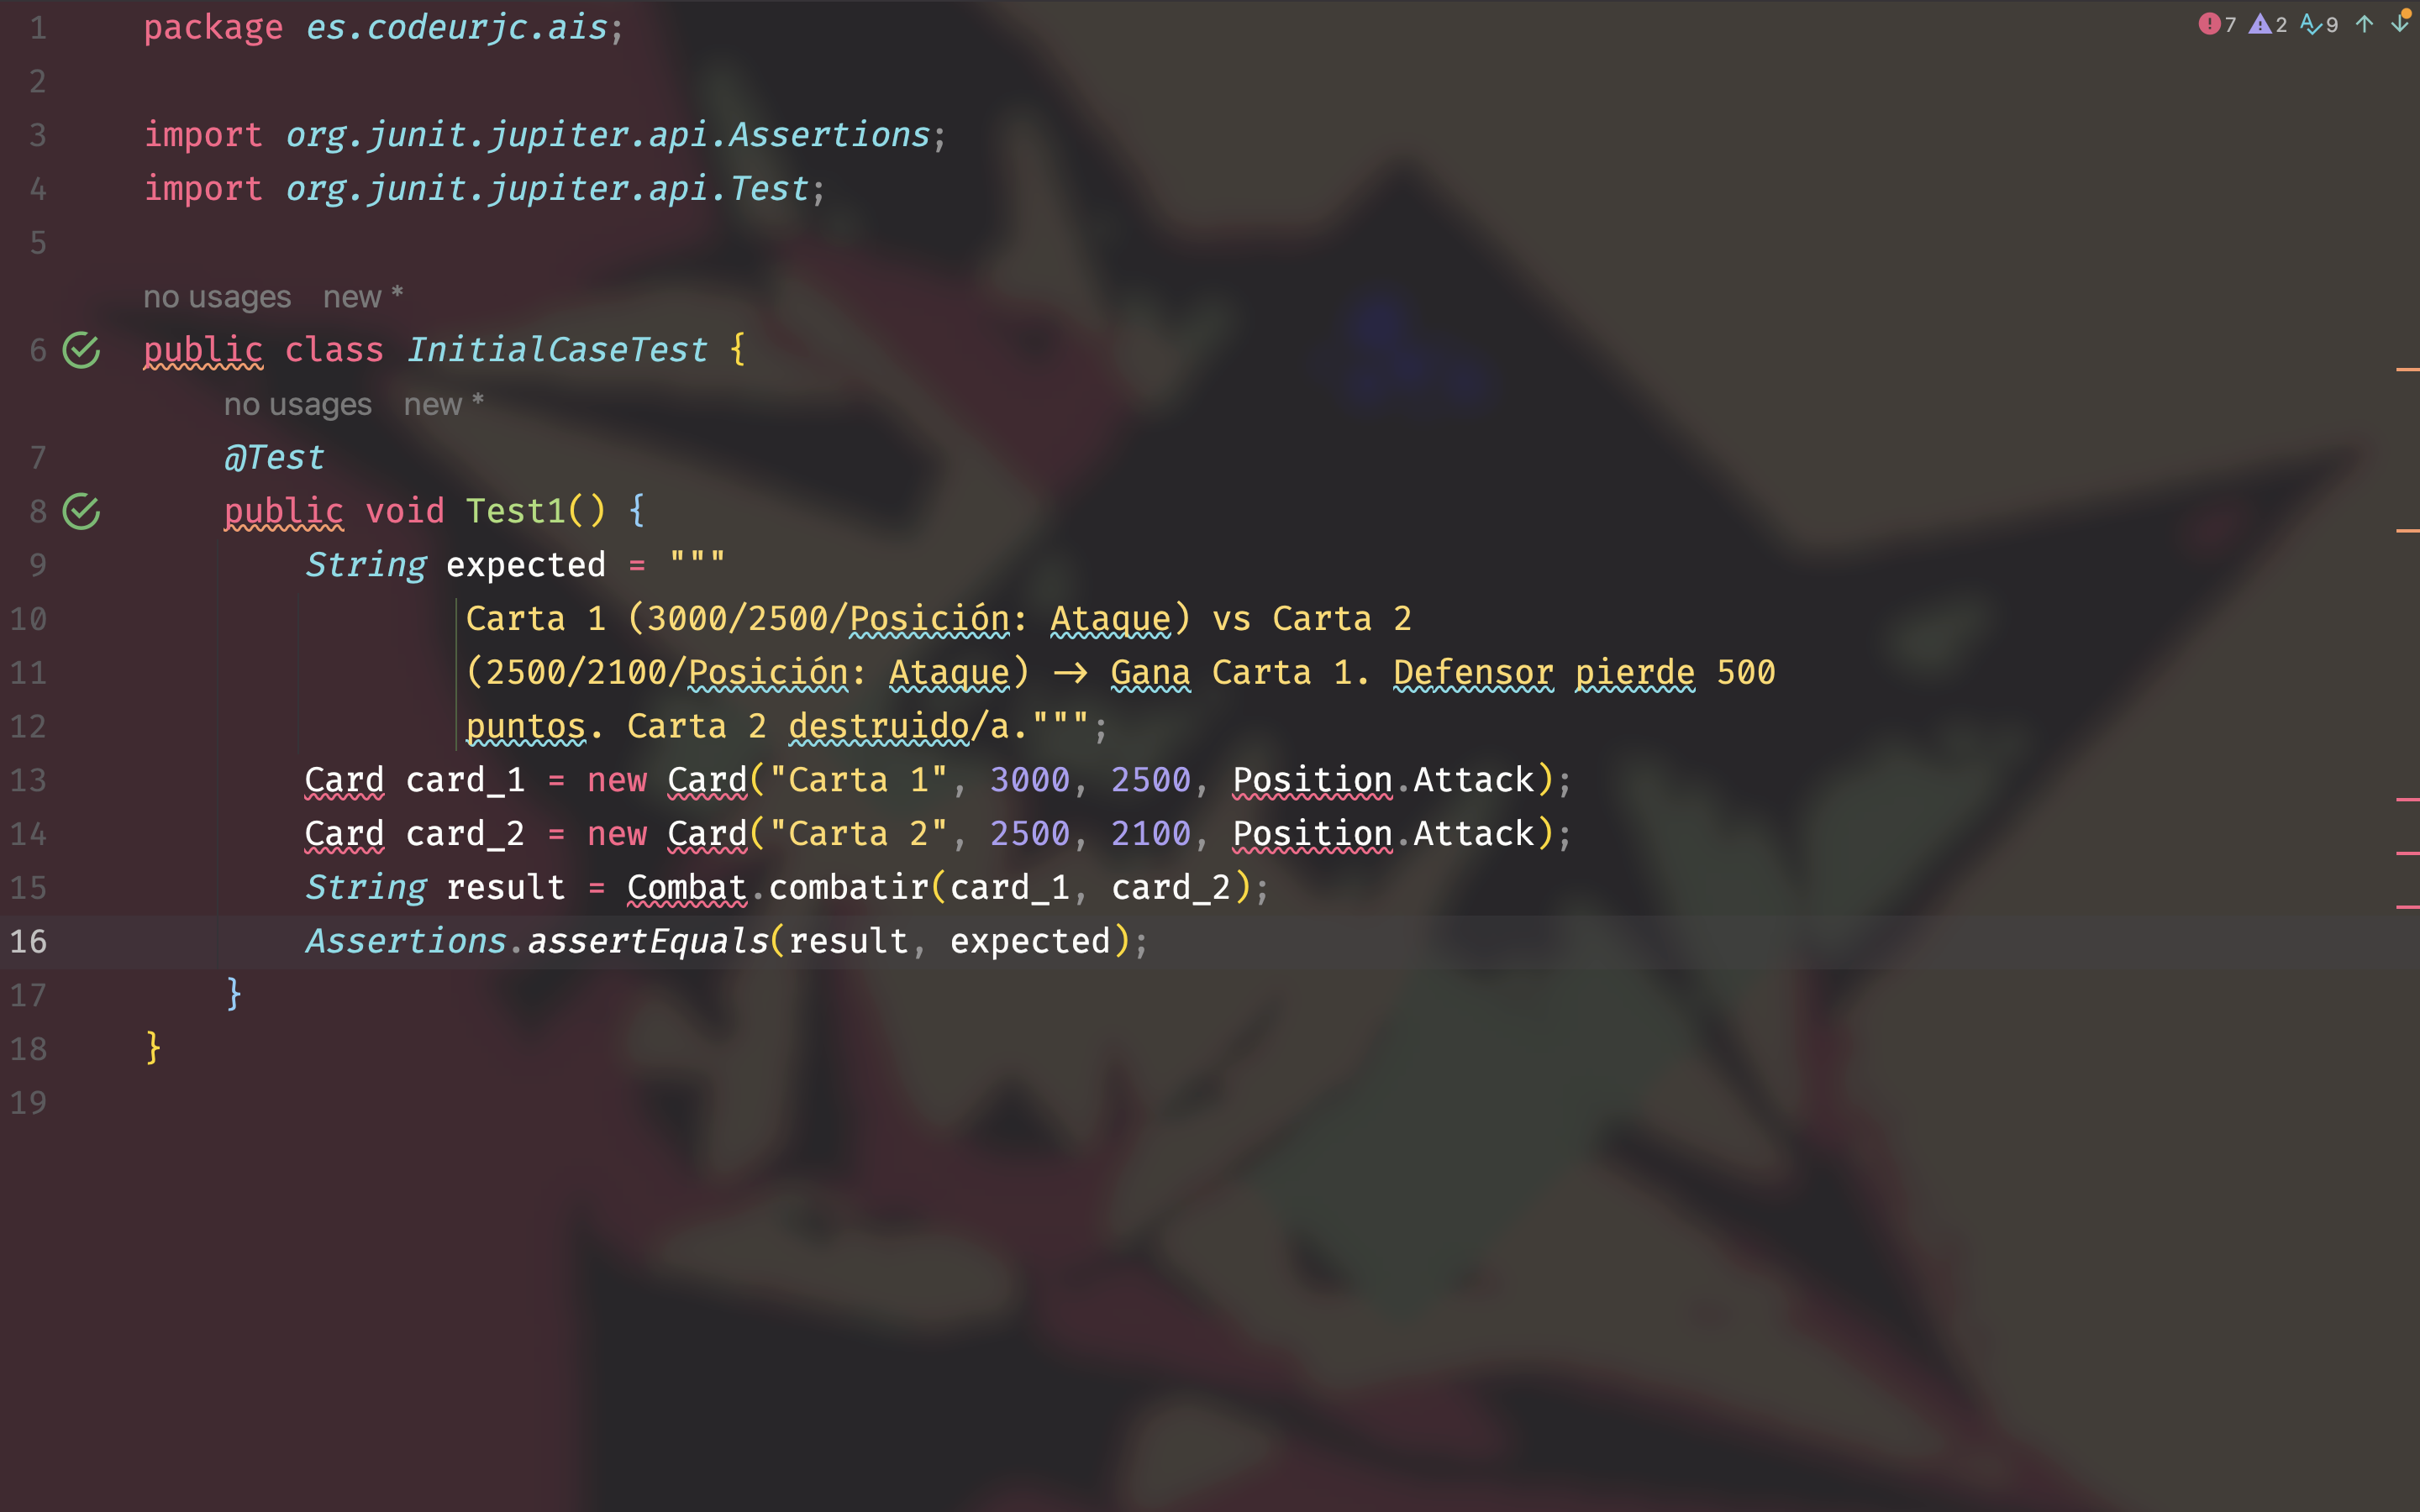 1 package es.codeurjc.ais;
7 2 9
2
3 import org.junit.jupiter.api.Assertions;
4 import org.junit.jupiter.api.Test;
5
no usages new *
6 public class InitialCaseTest {
no usages new *
7 @Test
8 public void Test1() {
9 String expected = """
10 Carta 1 (3000/2500/Posición: Ataque) vs Carta 2
11 (2500/2100/Posición: Ataque) -> Gana Carta 1. Defensor pierde 500
12 puntos. Carta 2 destruido/a.""";
13 Card card_1 = new Card("Carta 1", 3000, 2500, Position.Attack);
14 Card card_2 = new Card("Carta 2", 2500, 2100, Position.Attack);
15 String result = Combat.combatir(card_1, card_2);
16 Assertions.assertEquals(result, expected);
17 }
18 }
19